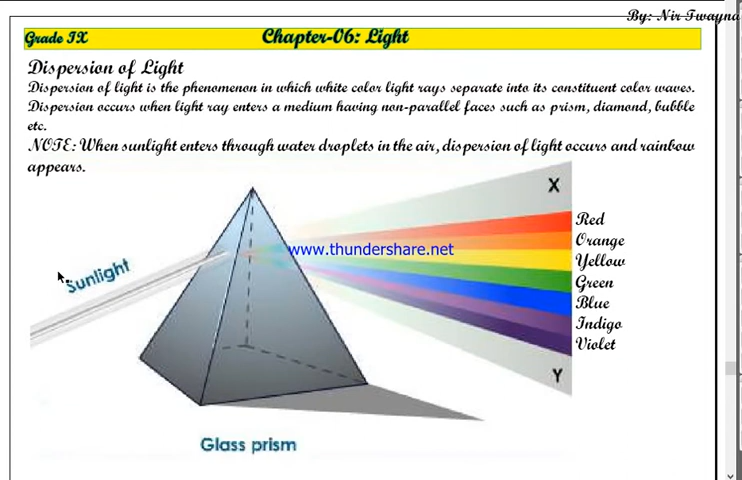 By: Nir Twayna
Grade IX
Chapter-06: Light
Dispersion of Light
Dispersion of light is the phenomenon in which white color light rays separate into its constituent color waves.
Dispersion occurs when light ray enters a medium having non-parallel faces such as prism, diamond, bubble
etc.
NOTE: When sunlight enters through water droplets in the air, dispersion of light occurs and rainbow
appears.
X
Red
Orange
www.thundershare.net
Yellow
Sunlight
Green
Blue
Indigo
Violet
Y
Glass prism